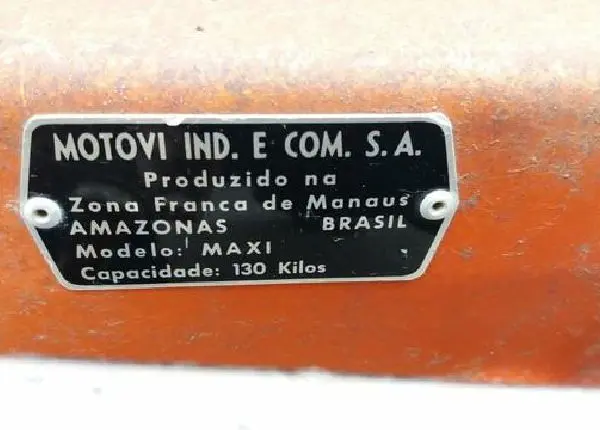 MOTOVI IND. E COM. S.A.
Produzido na
Zona Franca de Manaus
AMAZONAS BRASIL
Modelo: MAXI
Capacidade: 130 Kilos